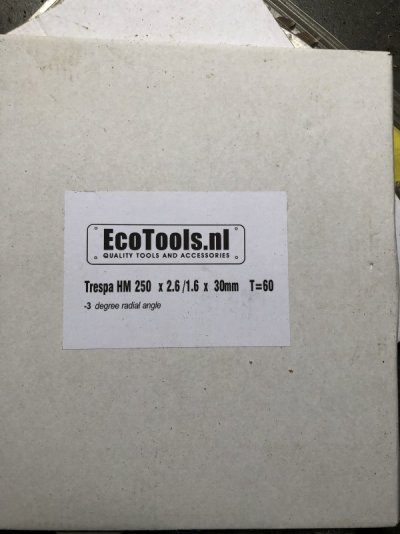 EcoTools.nl
QUALITY TOOLS AND ACCESSORIES
Trespa HM 250 x 2.6 /1.6 x 30mm T=60
-3 degree radial angle